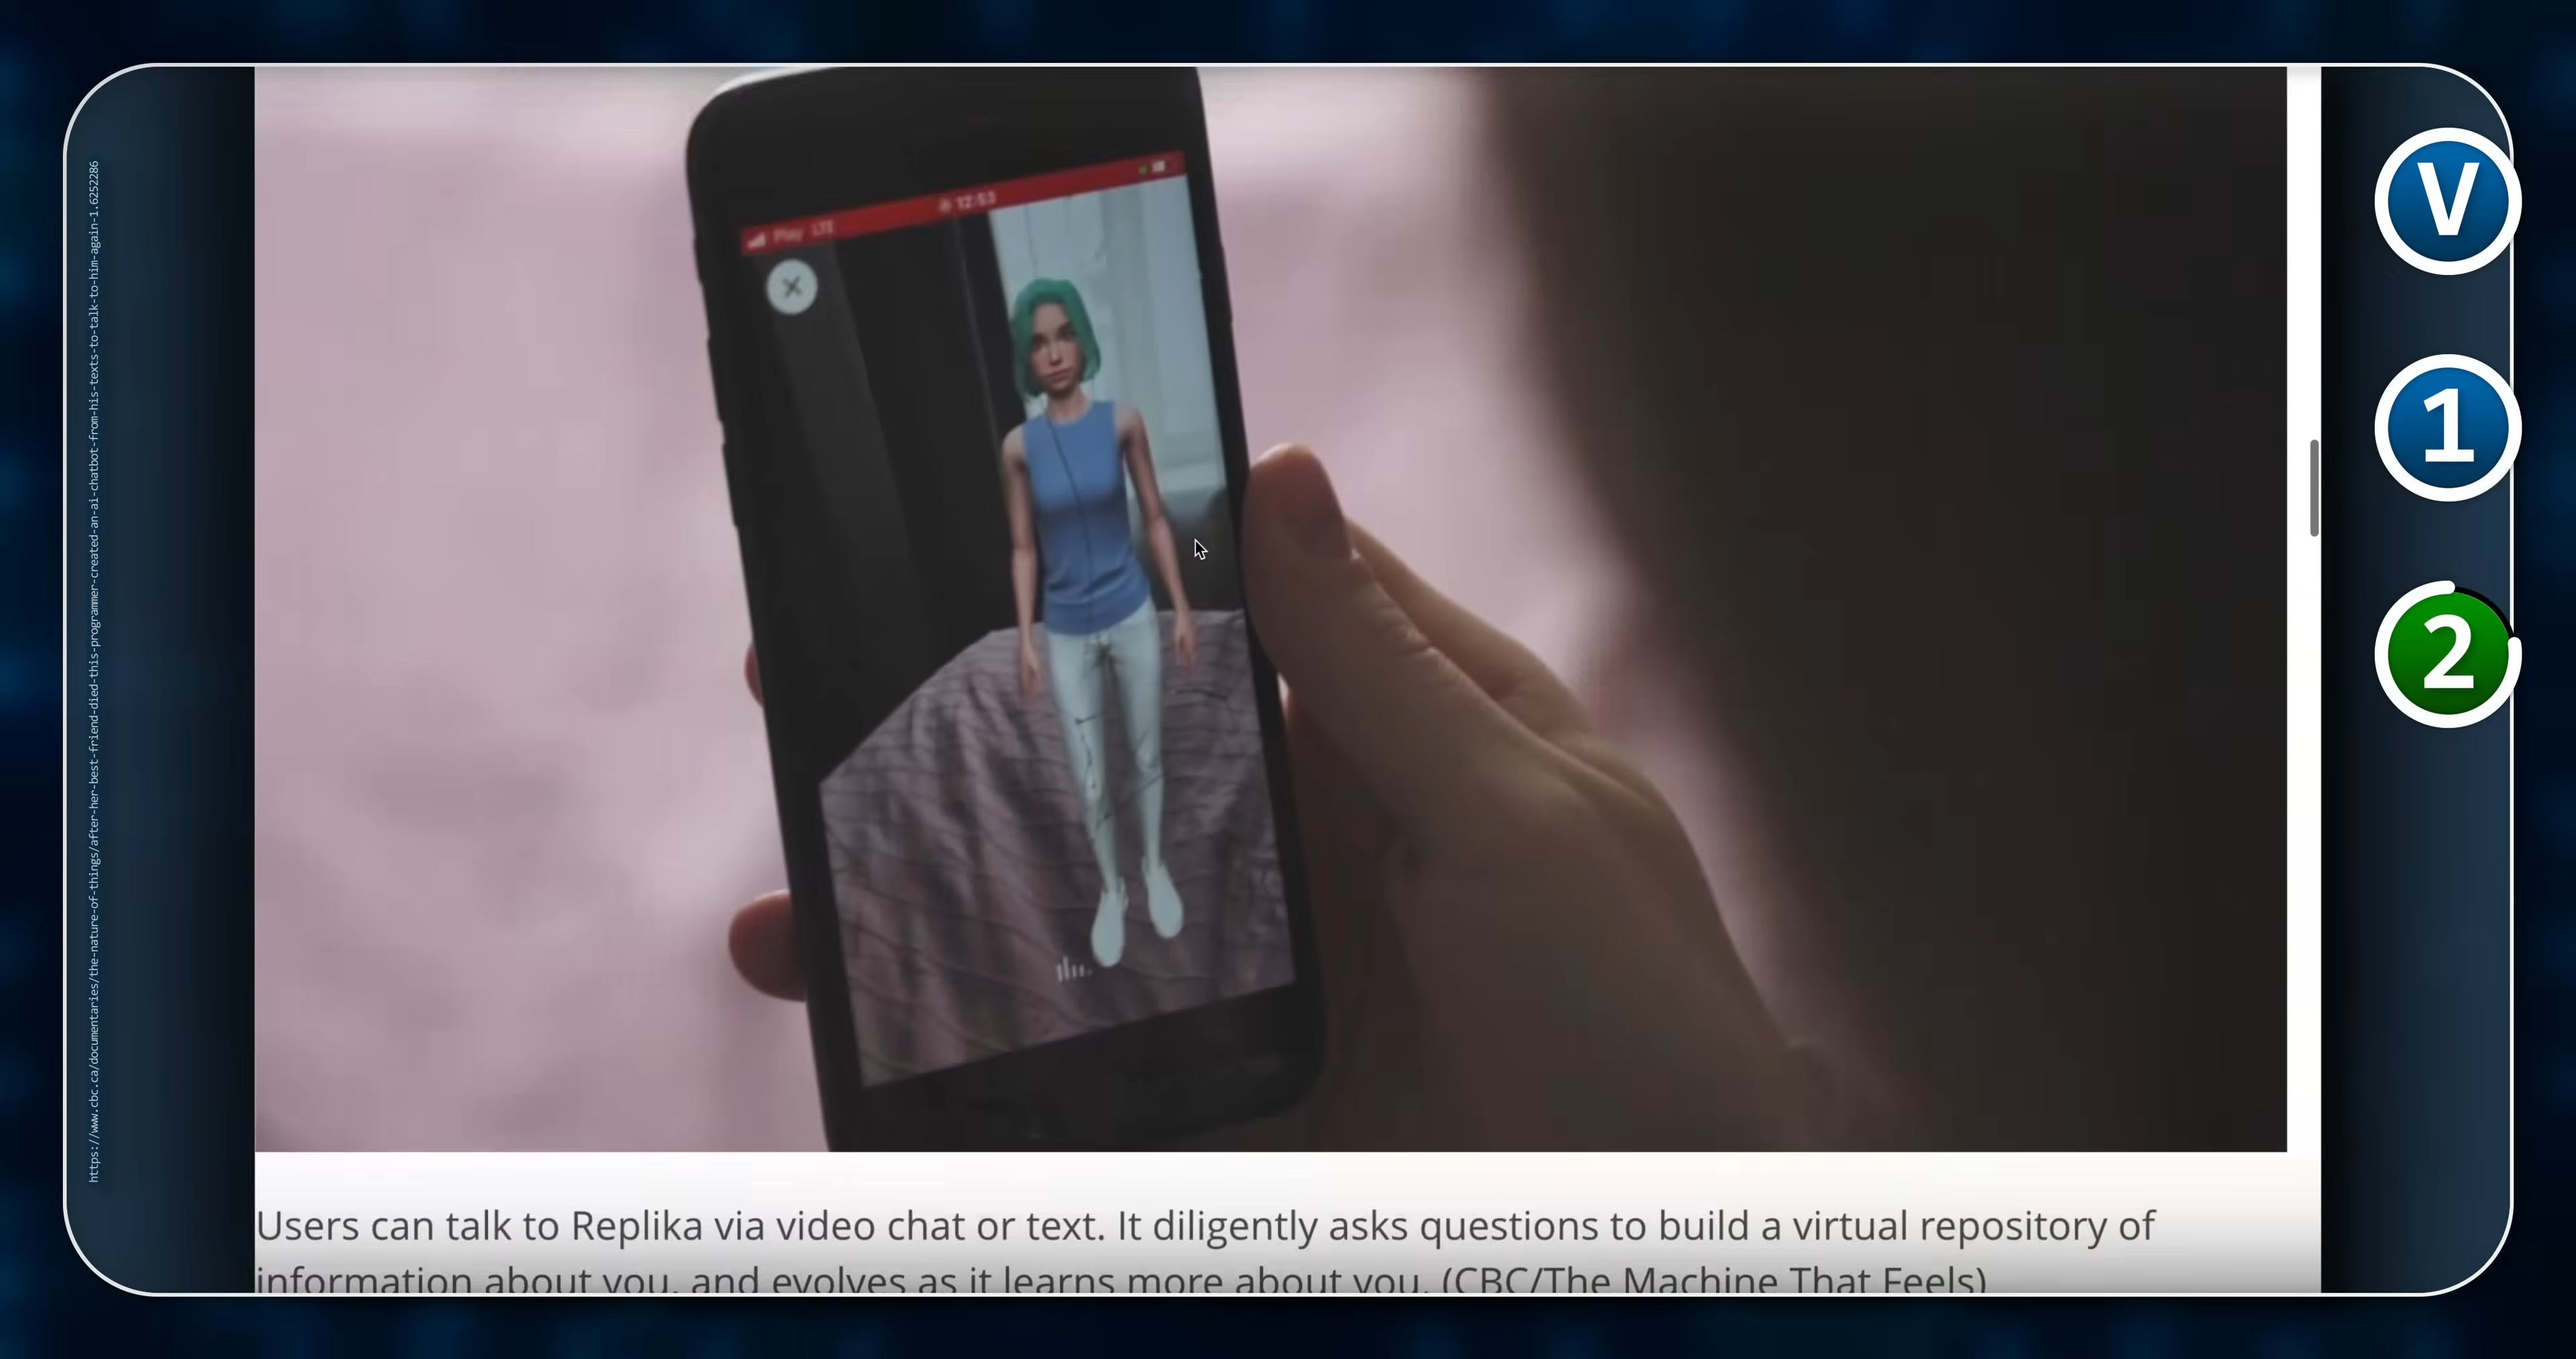 https://www.cbc.ca/documentaries/the-nature-of-things/after-her-best-friend-died-this-programmer-created-an-ai-chatbot-from-his-texts-to-talk-to-him-again-1.6252286
Play LTE
12:53
V
1
2
Users can talk to Replika via video chat or text. It diligently asks questions to build a virtual repository of
information about you, and evolves as it learns more about you. (CBC/The Machine That Feels)